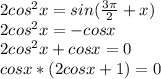 2cos²x = sin(3π/2 + x)
2cos²x = −cosx
2cos²x + cosx = 0
cosx * (2cosx + 1) = 0